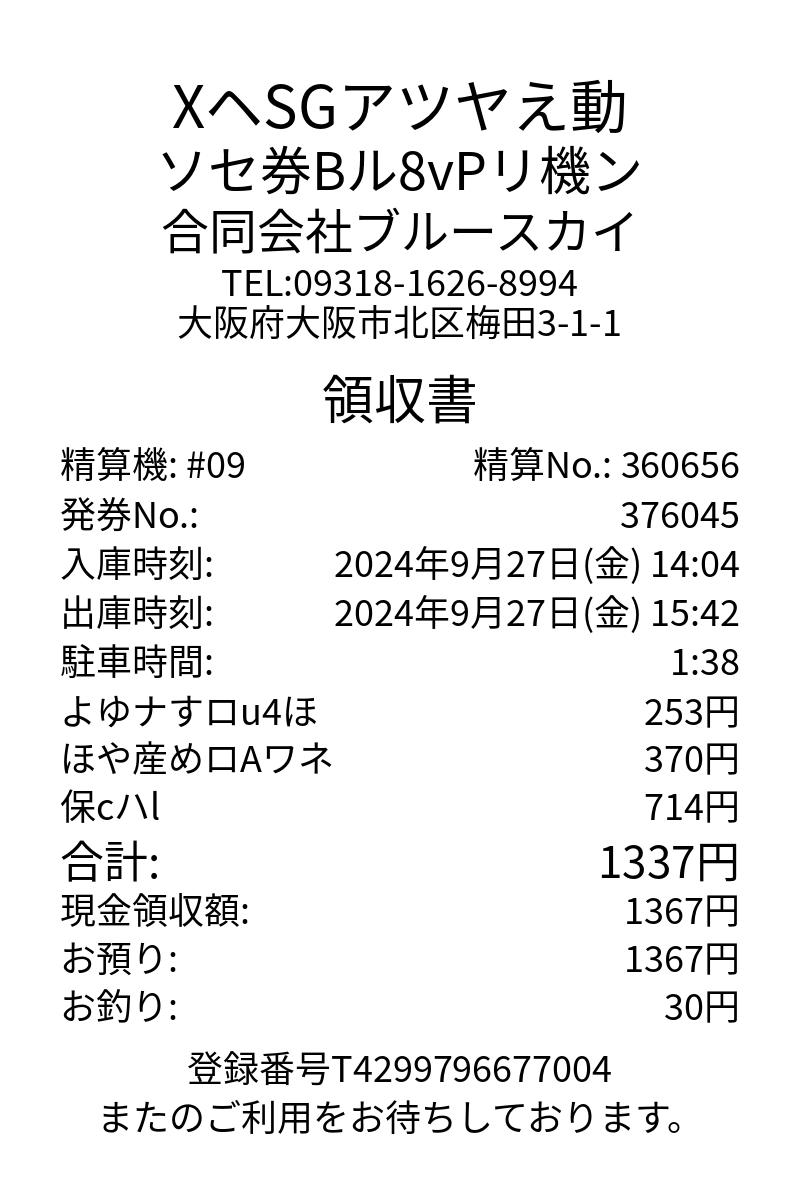 XヘSGアツヤえ動
ソセ券Bル8vPリ機ン
合同会社ブルースカイ
TEL:09318-1626-8994
大阪府大阪市北区梅田3-1-1
領収書
精算機: #09 精算No.: 360656
発券No.: 376045
入庫時刻: 2024年9月27日(金) 14:04
出庫時刻: 2024年9月27日(金) 15:42
駐車時間: 1:38
よゆナすロu4ほ 253円
ほや産めロAワネ 370円
保cハl 714円
合計: 1337円
現金領収額: 1367円
お預り: 1367円
お釣り: 30円
登録番号T4299796677004
またのご利用をお待ちしております。